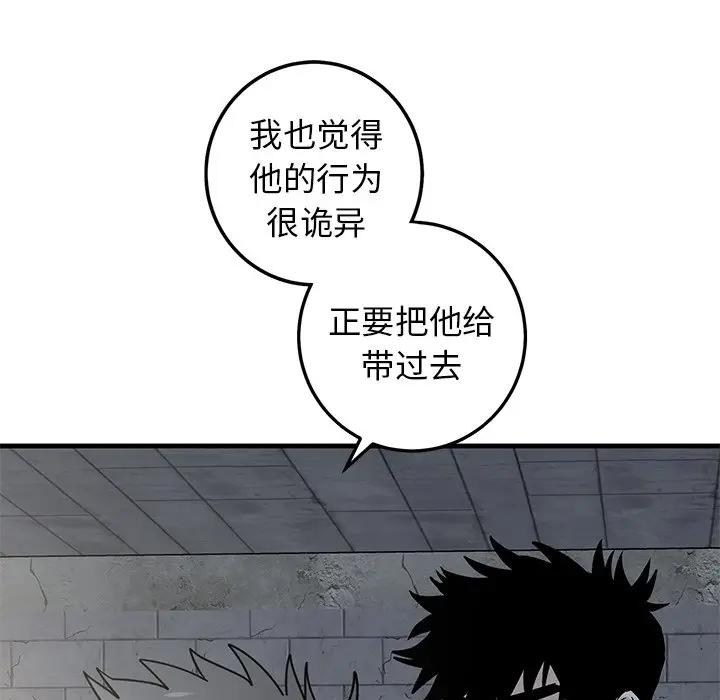 我也觉得
他的行为
很诡异
正要把他给
带过去